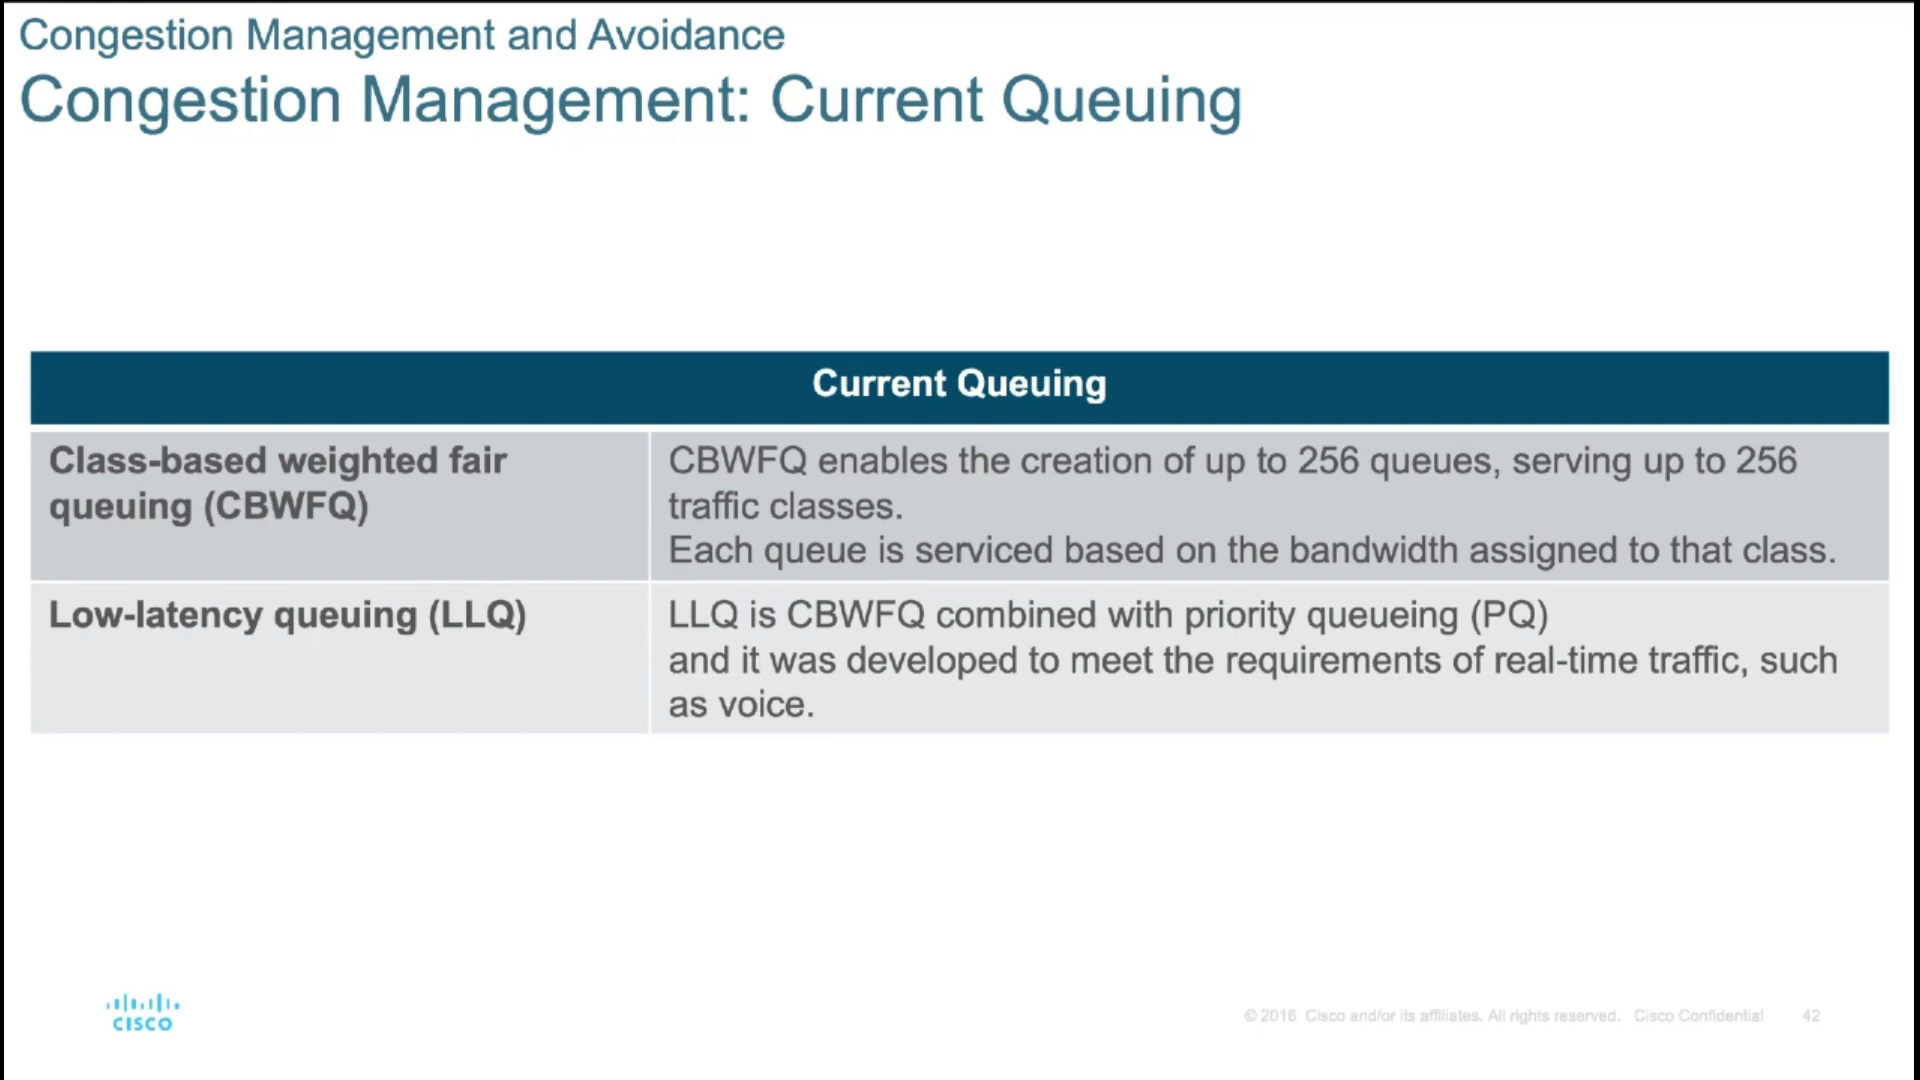 Congestion Management and Avoidance
Congestion Management: Current Queuing
Current Queuing
Class-based weighted fair
queuing (CBWFQ)
CBWFQ enables the creation of up to 256 queues, serving up to 256
traffic classes.
Each queue is serviced based on the bandwidth assigned to that class.
Low-latency queuing (LLQ)
LLQ is CBWFQ combined with priority queueing (PQ)
and it was developed to meet the requirements of real-time traffic, such
as voice.
CISCO
© 2016 Cisco and/or its affiliates. All rights reserved. Cisco Confidential 42